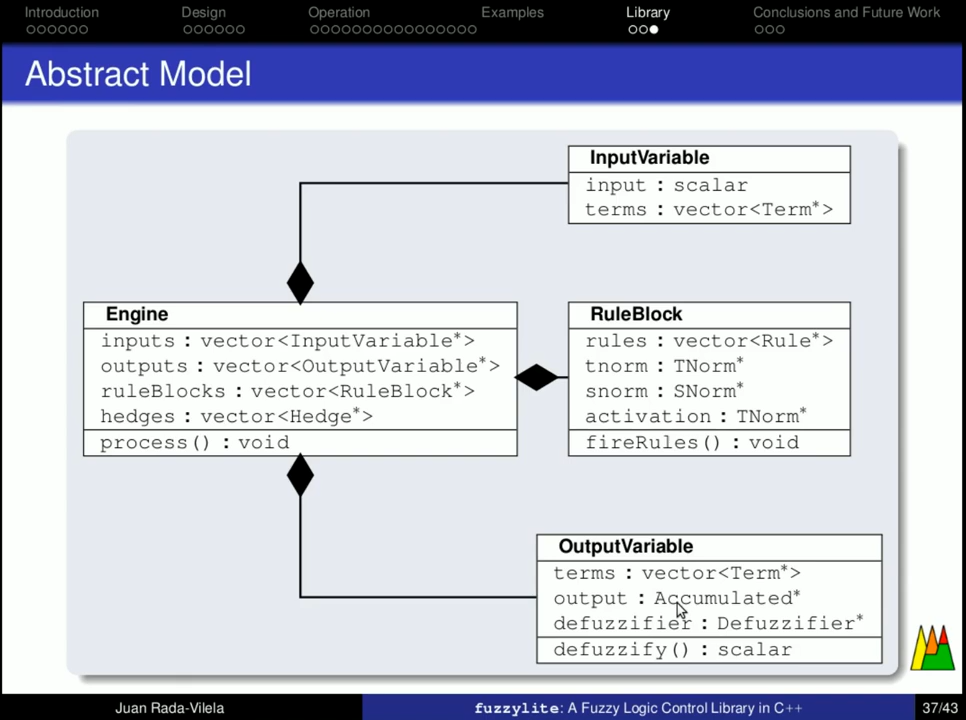 Introduction Design Operation Examples Library Conclusions and Future Work
Abstract Model
InputVariable
input : scalar
terms : vector<Term*>
Engine
inputs : vector<InputVariable*>
outputs : vector<OutputVariable*>
ruleBlocks : vector<RuleBlock*>
hedges : vector<Hedge*>
process() : void
RuleBlock
rules : vector<Rule*>
tnorm : TNorm*
snorm : SNorm*
activation : TNorm*
fireRules() : void
OutputVariable
terms : vector<Term*>
output : Accumulated*
defuzzifier : Defuzzifier*
defuzzify() : scalar
Juan Rada-Vilela fuzzylite: A Fuzzy Logic Control Library in C++ 37/43